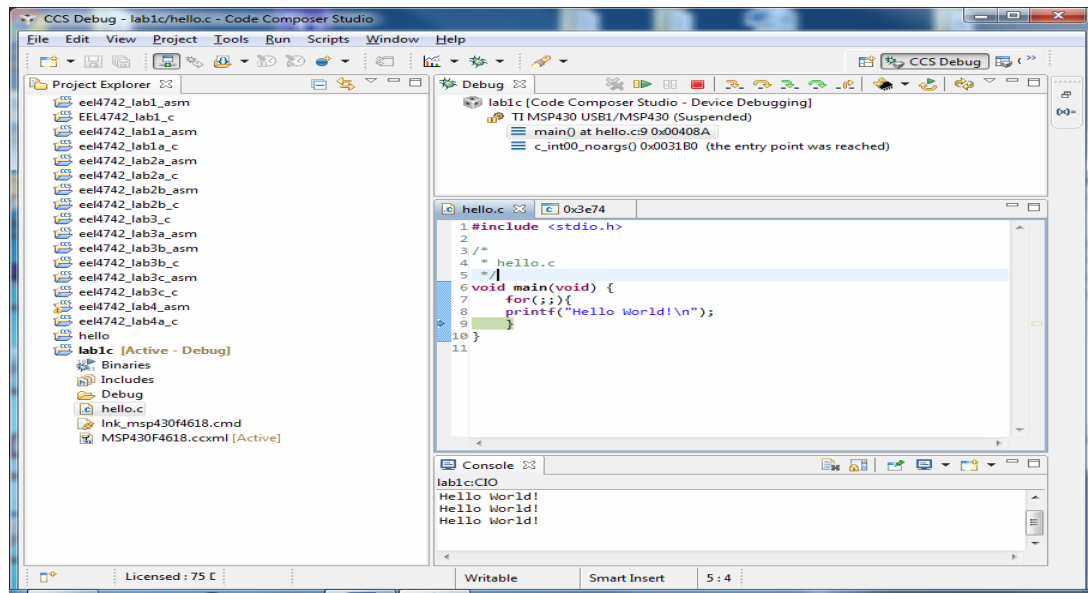 CCS Debug - lab1c/hello.c - Code Composer Studio
File Edit View Project Tools Run Scripts Window Help
CCS Debug
Project Explorer
eel4742_lab1_asm
EEL4742_lab1_c
eel4742_lab1a_asm
eel4742_lab1a_c
eel4742_lab2a_asm
eel4742_lab2a_c
eel4742_lab2b_asm
eel4742_lab2b_c
eel4742_lab3_c
eel4742_lab3a_asm
eel4742_lab3b_asm
eel4742_lab3b_c
eel4742_lab3c_asm
eel4742_lab3c_c
eel4742_lab4_asm
eel4742_lab4a_c
hello
lab1c [Active - Debug]
Binaries
Includes
Debug
hello.c
lnk_msp430f4618.cmd
MSP430F4618.ccxml [Active]
Debug
lab1c [Code Composer Studio - Device Debugging]
TI MSP430 USB1/MSP430 (Suspended)
main() at hello.c:9 0x00408A
c_int00_noargs() 0x0031B0 (the entry point was reached)
hello.c 0x3e74
1 #include <stdio.h>
2
3 /*
4 * hello.c
5 */
6 void main(void) {
7 for(;;){
8 printf("Hello World!\n");
9 }
10 }
11
Console
lab1c:CIO
Hello World!
Hello World!
Hello World!
Licensed : 75 D Writable Smart Insert 5 : 4